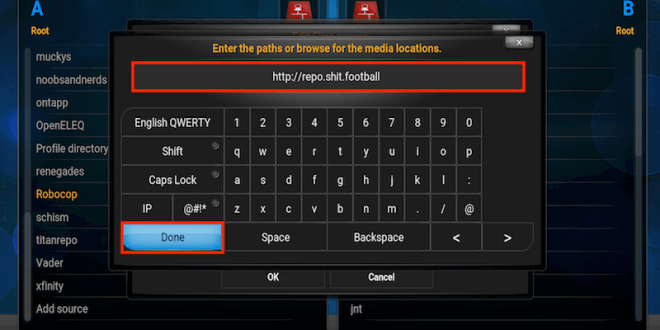 A
B
Root
Root
Enter the paths or browse for the media locations.
x
http://repo.shit.football
muckys
noobsandnerds
ontapp
OpenELEQ
Profile directory
renegades
Robocop
schism
titanrepo
Vader
xfinity
Add source
English QWERTY 1 2 3 4 5 6 7 8 9 0
Shift q w e r t y u i o p
Caps Lock a s d f g h j k l :
IP @#!* z x c v b n m . / @
Done Space Backspace < >
OK Cancel
jnt